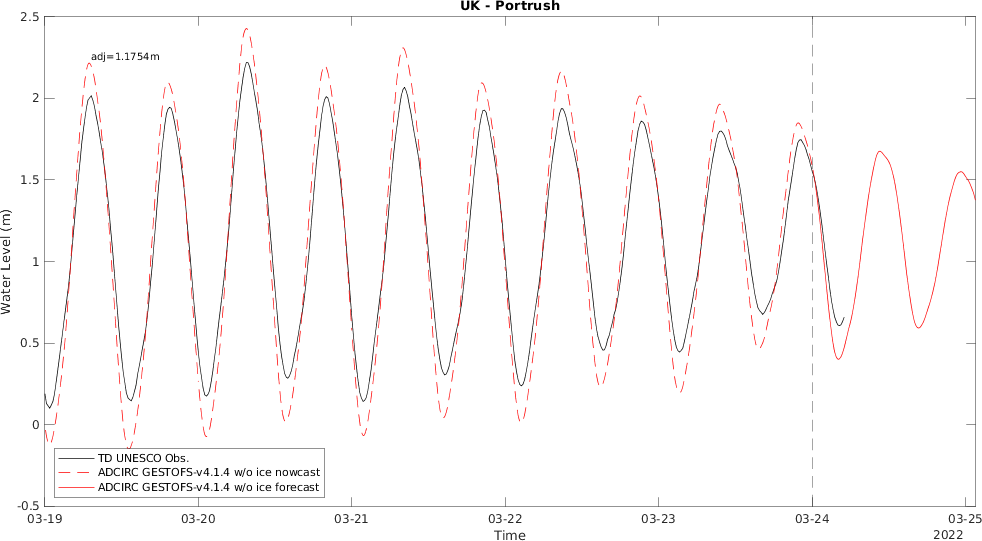 UK - Portrush
2.5
adj=1.1754m
2
1.5
Water Level (m)
1
0.5
0
TD UNESCO Obs.
ADCIRC GESTOFS-v4.1.4 w/o ice nowcast
ADCIRC GESTOFS-v4.1.4 w/o ice forecast
-0.5
03-19 03-20 03-21 03-22 03-23 03-24 03-25
Time
2022